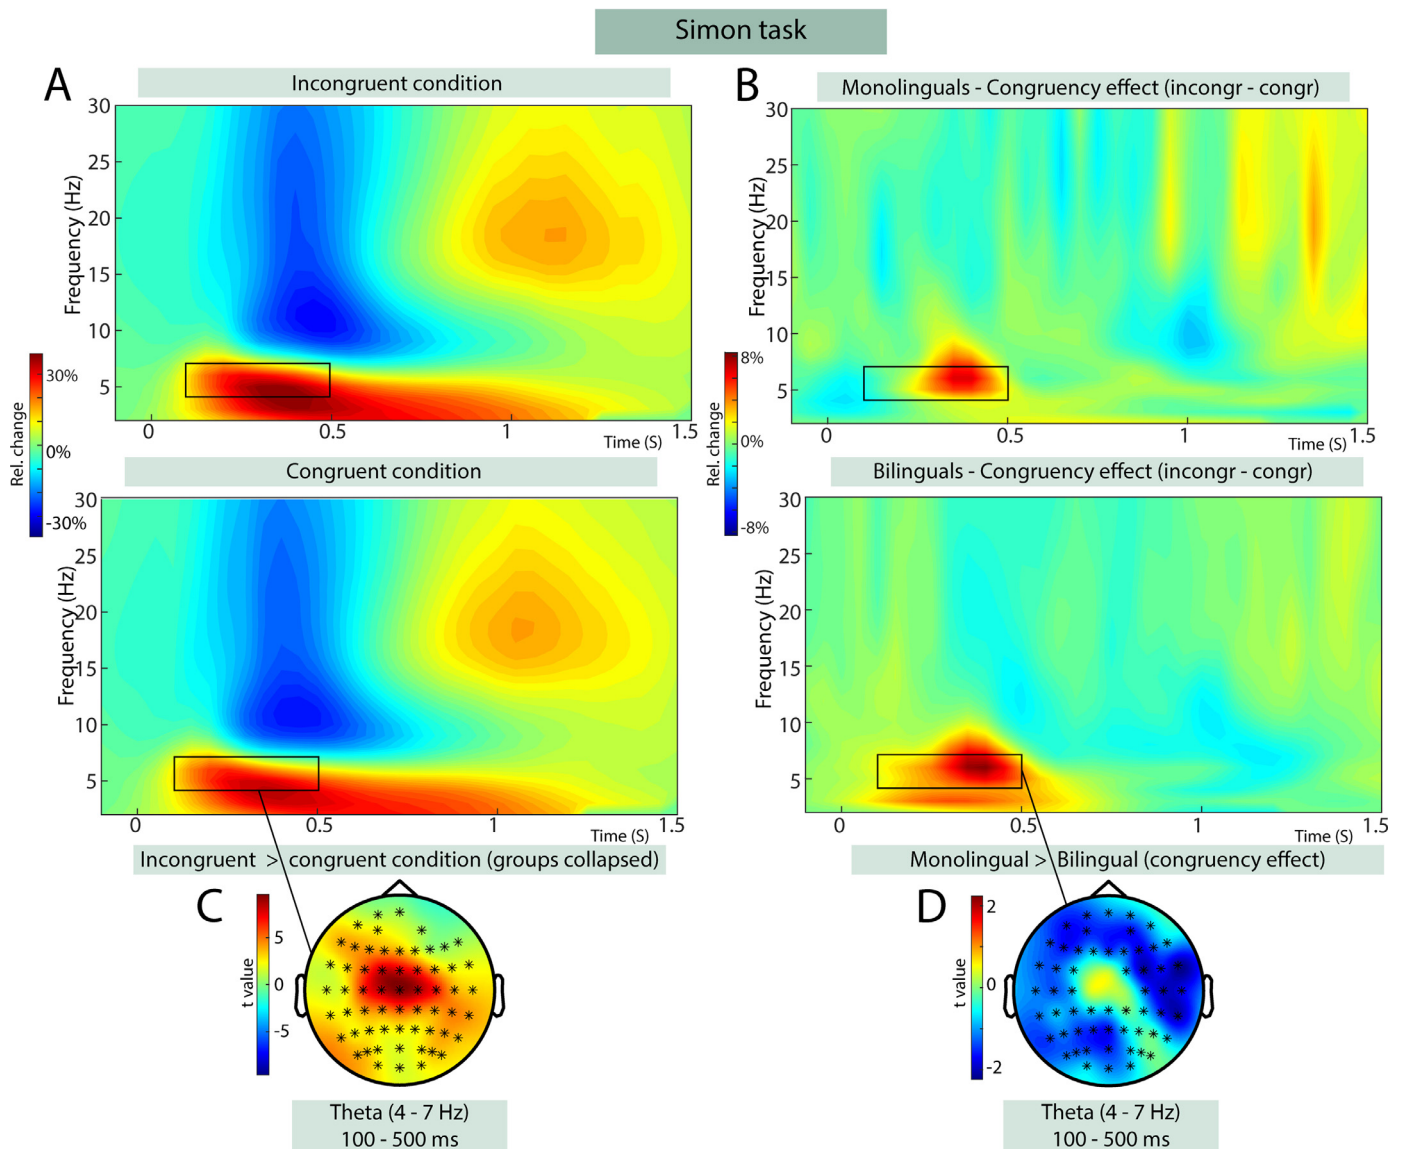 Simon task
A
Incongruent condition
30
25
20
15
10
5
Frequency (Hz)
0
0.5
1
1.5
Time (S)
30%
0%
-30%
Rel. change
Congruent condition
30
25
20
15
10
5
Frequency (Hz)
0
0.5
1
1.5
Time (S)
B
Monolinguals - Congruency effect (incongr - congr)
30
25
20
15
10
5
Frequency (Hz)
0
0.5
1
1.5
Time (S)
8%
0%
-8%
Rel. change
Bilinguals - Congruency effect (incongr - congr)
30
25
20
15
10
5
Frequency (Hz)
0
0.5
1
1.5
Time (S)
Incongruent > congruent condition (groups collapsed)
C
5
0
-5
t value
Theta (4 - 7 Hz)
100 - 500 ms
Monolingual > Bilingual (congruency effect)
D
2
0
-2
t value
Theta (4 - 7 Hz)
100 - 500 ms